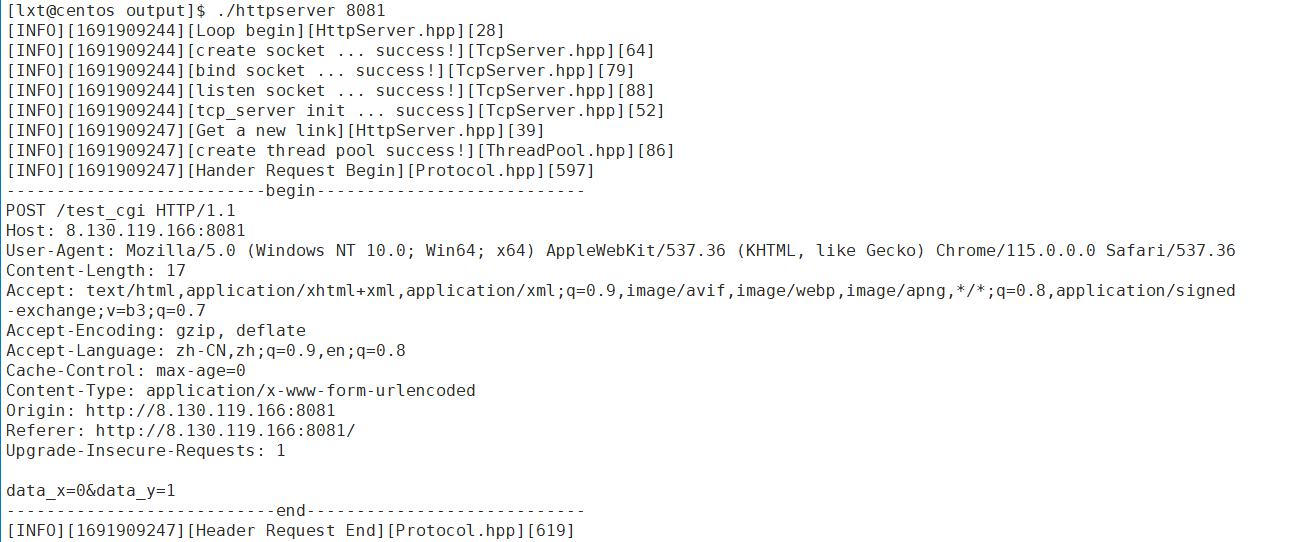 [lxt@centos output]$ ./httpserver 8081
[INFO][1691909244][Loop begin][HttpServer.hpp][28]
[INFO][1691909244][create socket ... success!][TcpServer.hpp][64]
[INFO][1691909244][bind socket ... success!][TcpServer.hpp][79]
[INFO][1691909244][listen socket ... success!][TcpServer.hpp][88]
[INFO][1691909244][tcp_server init ... success][TcpServer.hpp][52]
[INFO][1691909247][Get a new link][HttpServer.hpp][39]
[INFO][1691909247][create thread pool success!][ThreadPool.hpp][86]
[INFO][1691909247][Hander Request Begin][Protocol.hpp][597]
--------------------------begin---------------------------
POST /test_cgi HTTP/1.1
Host: 8.130.119.166:8081
User-Agent: Mozilla/5.0 (Windows NT 10.0; Win64; x64) AppleWebKit/537.36 (KHTML, like Gecko) Chrome/115.0.0.0 Safari/537.36
Content-Length: 17
Accept: text/html,application/xhtml+xml,application/xml;q=0.9,image/avif,image/webp,image/apng,*/*;q=0.8,application/signed
-exchange;v=b3;q=0.7
Accept-Encoding: gzip, deflate
Accept-Language: zh-CN,zh;q=0.9,en;q=0.8
Cache-Control: max-age=0
Content-Type: application/x-www-form-urlencoded
Origin: http://8.130.119.166:8081
Referer: http://8.130.119.166:8081/
Upgrade-Insecure-Requests: 1

data_x=0&data_y=1
---------------------------end----------------------------
[INFO][1691909247][Header Request End][Protocol.hpp][619]